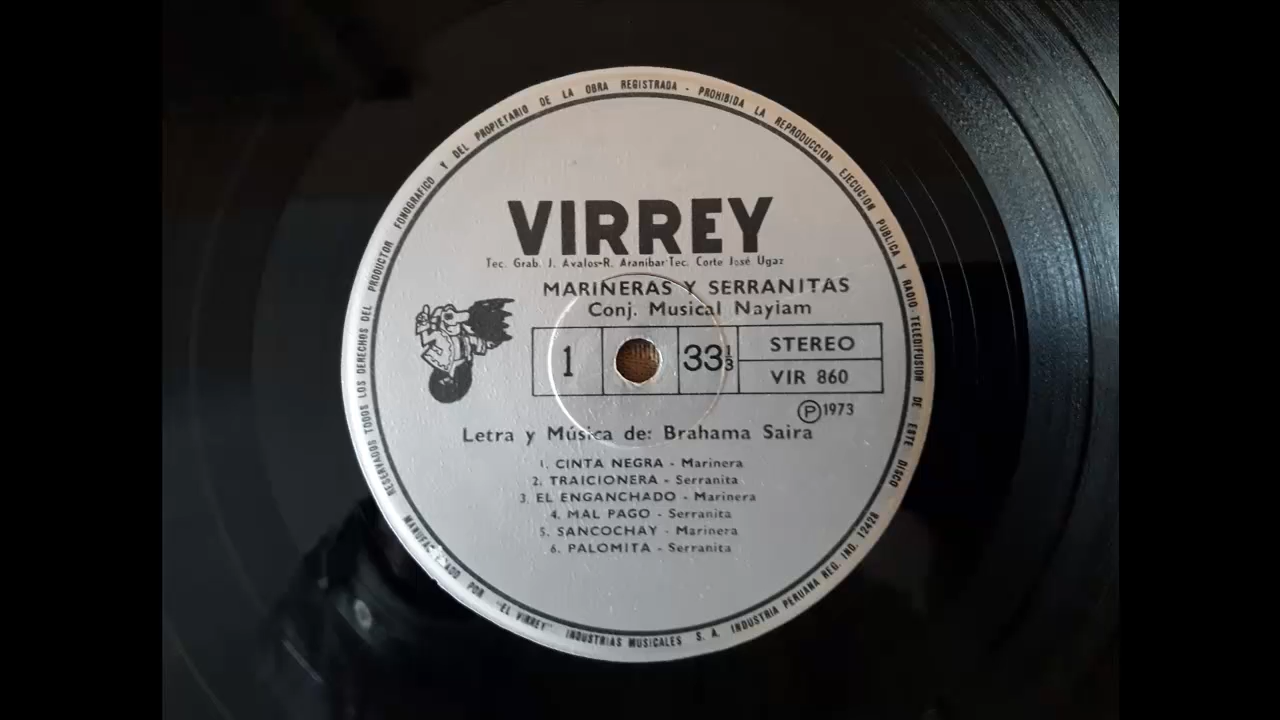 RESERVADOS TODOS LOS DERECHOS DEL PRODUCTOR FONOGRAFICO Y DEL PROPIETARIO DE LA OBRA REGISTRADA - PROHIBIDA LA REPRODUCCION EJECUCION PUBLICA Y RADIO-TELEDIFUSION DE ESTE DISCO
VIRREY
Tec. Grab. J. Avalos-R. Aranibar Tec. Corte José Ugaz
MARINERAS Y SERRANITAS
Conj. Musical Nayiam
1 33 1/3 STEREO
VIR 860
Ⓟ1973
Letra y Música de: Brahama Saira
1. CINTA NEGRA - Marinera
2. TRAICIONERA - Serranita
3. EL ENGANCHADO - Marinera
4. MAL PAGO - Serranita
5. SANCOCHAY - Marinera
6. PALOMITA - Serranita
POR "EL VIRREY" INDUSTRIAS MUSICALES S. A. INDUSTRIA PERUANA REG. IND. 12428